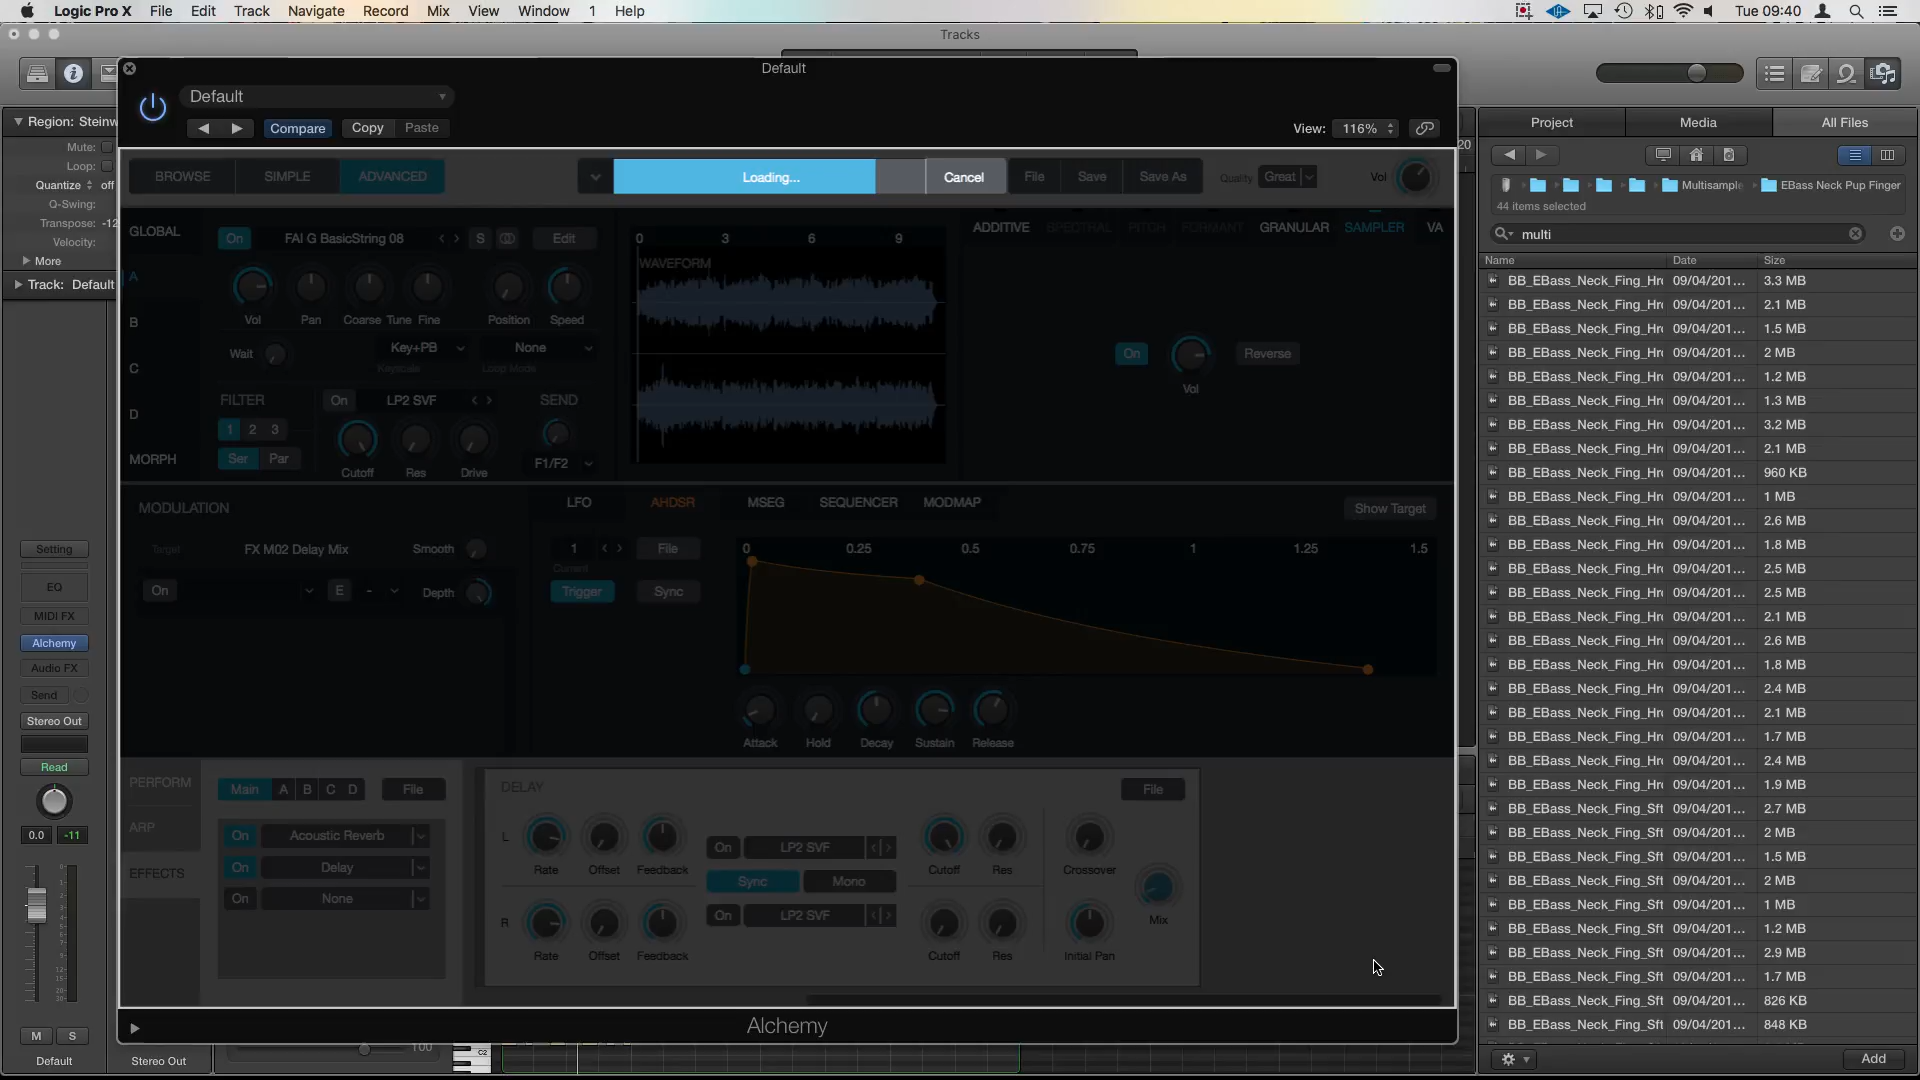 Logic Pro X File Edit Track Navigate Record Mix View Window 1 Help Tue 09:40
Tracks
Default
Default
Compare Copy Paste
View: 116%
BROWSE SIMPLE ADVANCED Loading... Cancel File Save Save As Quality Great Vol
GLOBAL On FAI G BasicString 08 S Edit
0 3 6 9
WAVEFORM
ADDITIVE SPECTRAL PITCH FORMANT GRANULAR SAMPLER VA
A
B
C
D
MORPH
Vol Pan Coarse Tune Fine Position Speed
Wait Key+PB None
Keyscale Loop Mode
On Reverse
Vol
FILTER On LP2 SVF SEND
1 2 3
Ser Par
Cutoff Res Drive F1/F2
MODULATION
Target FX M02 Delay Mix Smooth
On E - Depth
LFO AHDSR MSEG SEQUENCER MODMAP Show Target
1 File
Current
Trigger Sync
0 0.25 0.5 0.75 1 1.25 1.5
Attack Hold Decay Sustain Release
PERFORM
ARP
EFFECTS
Main A B C D File
On Acoustic Reverb
On Delay
On None
DELAY File
L On LP2 SVF
Rate Offset Feedback Cutoff Res Crossover
Sync Mono
R On LP2 SVF Mix
Rate Offset Feedback Cutoff Res Initial Pan
Alchemy
Region: Steinw
Mute:
Loop:
Quantize off
Q-Swing:
Transpose: -12
Velocity:
More
Track: Default
Setting
EQ
MIDI FX
Alchemy
Audio FX
Send
Stereo Out
Read
0.0 -11
M S
Default Stereo Out
100
C2
20
Project Media All Files
Multisample EBass Neck Pup Finger
44 items selected
multi
Name Date Size
BB_EBass_Neck_Fing_Hr 09/04/201... 3.3 MB
BB_EBass_Neck_Fing_Hr 09/04/201... 2.1 MB
BB_EBass_Neck_Fing_Hr 09/04/201... 1.5 MB
BB_EBass_Neck_Fing_Hr 09/04/201... 2 MB
BB_EBass_Neck_Fing_Hr 09/04/201... 1.2 MB
BB_EBass_Neck_Fing_Hr 09/04/201... 1.3 MB
BB_EBass_Neck_Fing_Hr 09/04/201... 3.2 MB
BB_EBass_Neck_Fing_Hr 09/04/201... 2.1 MB
BB_EBass_Neck_Fing_Hr 09/04/201... 960 KB
BB_EBass_Neck_Fing_Hr 09/04/201... 1 MB
BB_EBass_Neck_Fing_Hr 09/04/201... 2.6 MB
BB_EBass_Neck_Fing_Hr 09/04/201... 1.8 MB
BB_EBass_Neck_Fing_Hr 09/04/201... 2.5 MB
BB_EBass_Neck_Fing_Hr 09/04/201... 2.5 MB
BB_EBass_Neck_Fing_Hr 09/04/201... 2.1 MB
BB_EBass_Neck_Fing_Hr 09/04/201... 2.6 MB
BB_EBass_Neck_Fing_Hr 09/04/201... 1.8 MB
BB_EBass_Neck_Fing_Hr 09/04/201... 2.4 MB
BB_EBass_Neck_Fing_Hr 09/04/201... 2.1 MB
BB_EBass_Neck_Fing_Hr 09/04/201... 1.7 MB
BB_EBass_Neck_Fing_Hr 09/04/201... 2.4 MB
BB_EBass_Neck_Fing_Hr 09/04/201... 1.9 MB
BB_EBass_Neck_Fing_Sft 09/04/201... 2.7 MB
BB_EBass_Neck_Fing_Sft 09/04/201... 2 MB
BB_EBass_Neck_Fing_Sft 09/04/201... 1.5 MB
BB_EBass_Neck_Fing_Sft 09/04/201... 2 MB
BB_EBass_Neck_Fing_Sft 09/04/201... 1 MB
BB_EBass_Neck_Fing_Sft 09/04/201... 1.2 MB
BB_EBass_Neck_Fing_Sft 09/04/201... 2.9 MB
BB_EBass_Neck_Fing_Sft 09/04/201... 1.7 MB
BB_EBass_Neck_Fing_Sft 09/04/201... 826 KB
BB_EBass_Neck_Fing_Sft 09/04/201... 848 KB
Add